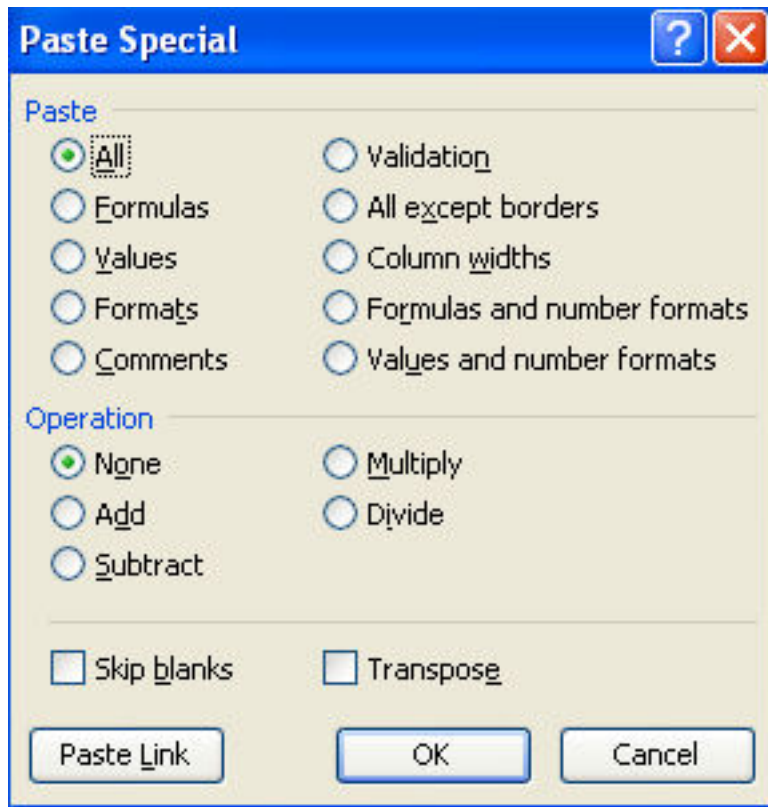 Paste Special
Paste
All
Validation
Formulas
All except borders
Values
Column widths
Formats
Formulas and number formats
Comments
Values and number formats
Operation
None
Multiply
Add
Divide
Subtract
Skip blanks
Transpose
Paste Link
OK
Cancel